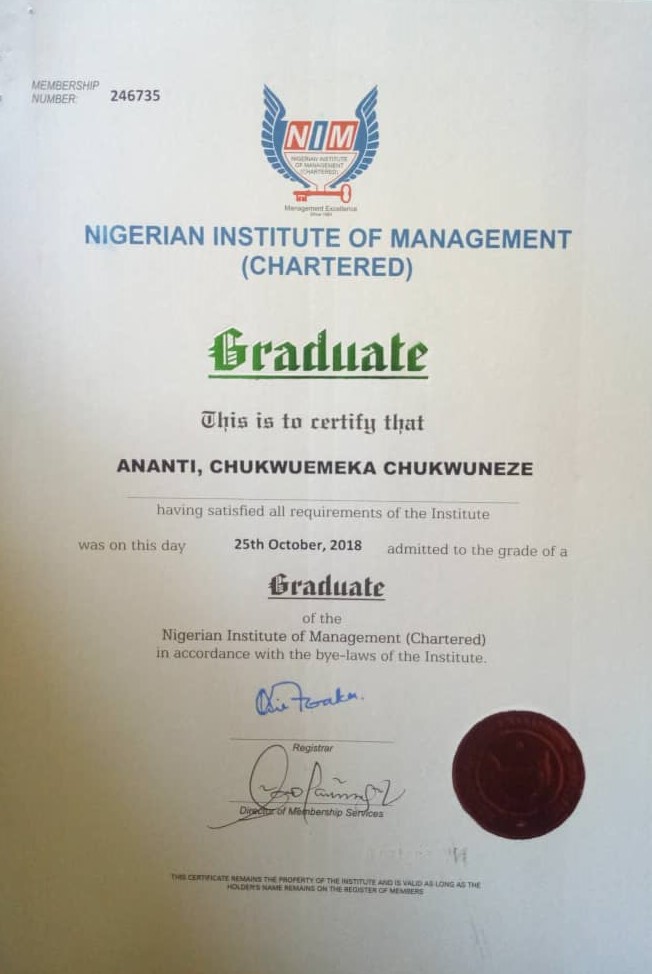 MEMBERSHIP
NUMBER: 246735
NIM
NIGERIAN INSTITUTE
OF MANAGEMENT
(CHARTERED)
Management Excellence
NIGERIAN INSTITUTE OF MANAGEMENT
(CHARTERED)
Graduate
This is to certify that
ANANTI, CHUKWUEMEKA CHUKWUNEZE
having satisfied all requirements of the Institute
was on this day 25th October, 2018 admitted to the grade of a
Graduate
of the
Nigerian Institute of Management (Chartered)
in accordance with the bye-laws of the Institute.
Registrar
Director of Membership Services
THIS CERTIFICATE REMAINS THE PROPERTY OF THE INSTITUTE AND IS VALID AS LONG AS THE
HOLDER'S NAME REMAINS ON THE REGISTER OF MEMBERS